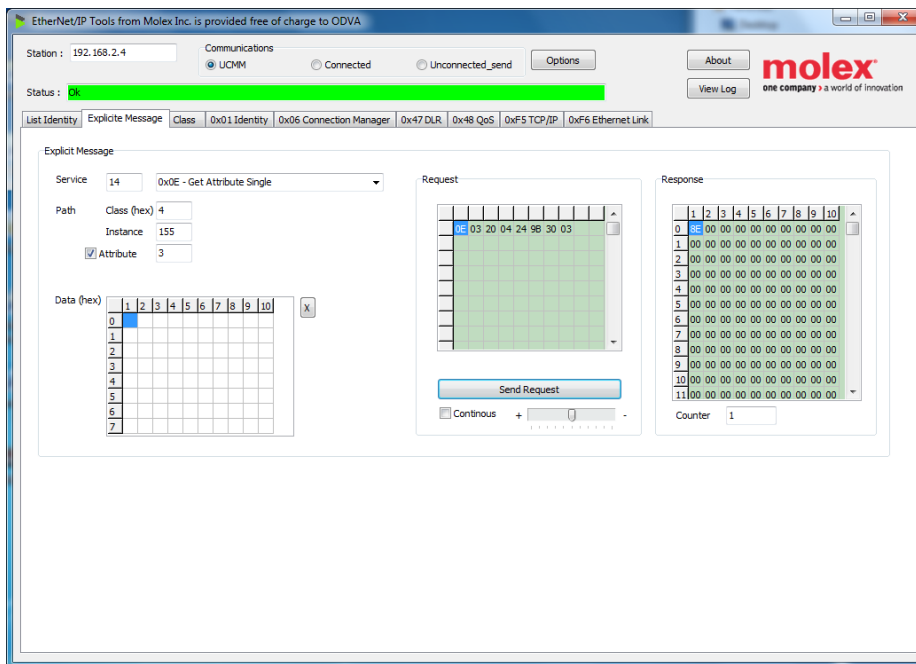 EtherNet/IP Tools from Molex Inc. is provided free of charge to ODVA
Station : 192.168.2.4
Communications
UCMM Connected Unconnected_send
Options
About
molex
one company > a world of innovation
Status : Ok
View Log
List Identity Explicite Message Class 0x01 Identity 0x06 Connection Manager 0x47 DLR 0x48 QoS 0xF5 TCP/IP 0xF6 Ethernet Link
Explicit Message
Service 14 0x0E - Get Attribute Single
Path Class (hex) 4
Instance 155
Attribute 3
Data (hex)
1 2 3 4 5 6 7 8 9 10
0
1
2
3
4
5
6
7
X
Request
0E 03 20 04 24 9B 30 03
Send Request
Continous + -
Response
1 2 3 4 5 6 7 8 9 10
0 8E 00 00 00 00 00 00 00 00 00
1 00 00 00 00 00 00 00 00 00 00
2 00 00 00 00 00 00 00 00 00 00
3 00 00 00 00 00 00 00 00 00 00
4 00 00 00 00 00 00 00 00 00 00
5 00 00 00 00 00 00 00 00 00 00
6 00 00 00 00 00 00 00 00 00 00
7 00 00 00 00 00 00 00 00 00 00
8 00 00 00 00 00 00 00 00 00 00
9 00 00 00 00 00 00 00 00 00 00
10 00 00 00 00 00 00 00 00 00 00
11 00 00 00 00 00 00 00 00 00 00
Counter 1